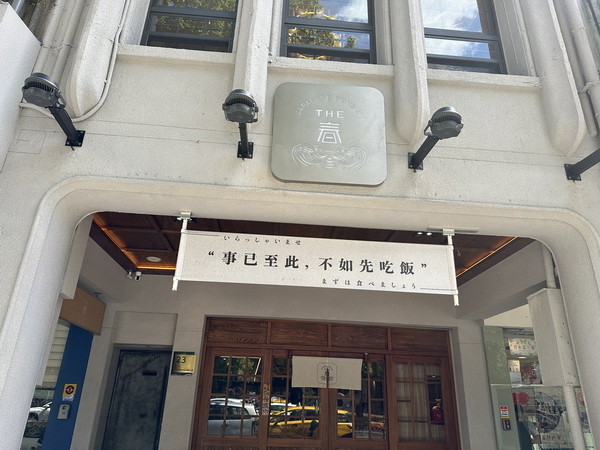 THE
いらっしゃいませ
“事已至此，不如先吃飯”
まずは食べましょう
23